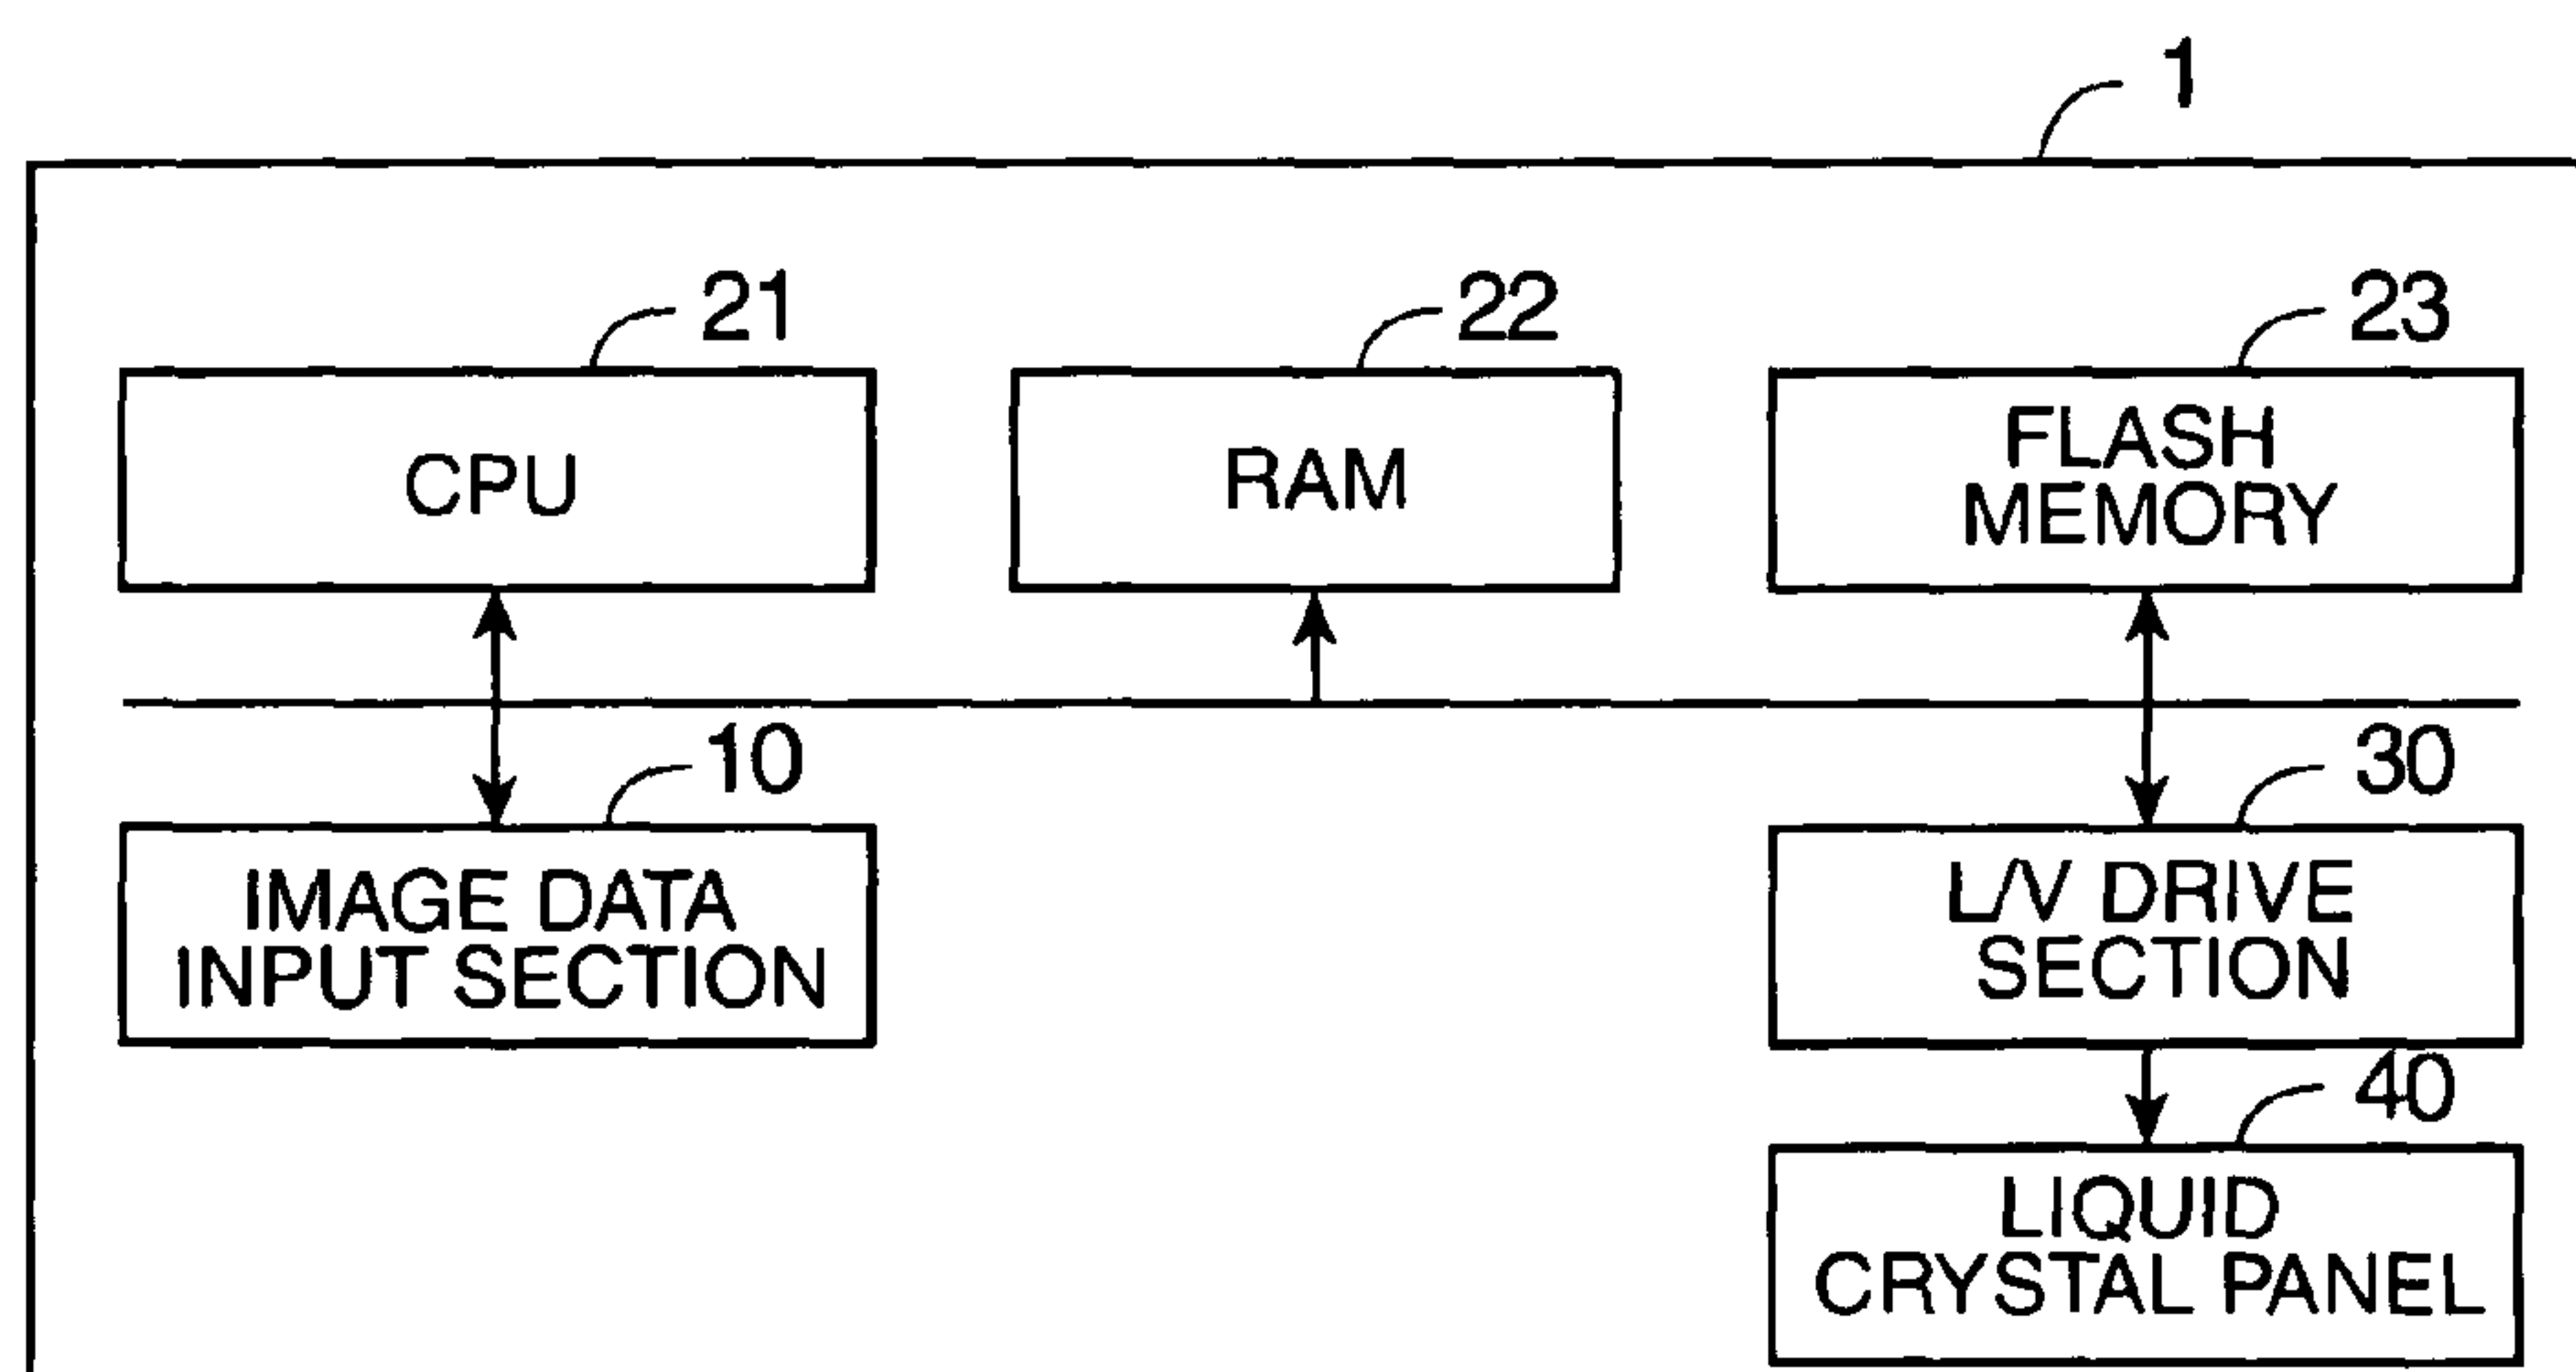 1
21
22
23
CPU
RAM
FLASH
MEMORY
10
30
IMAGE DATA
INPUT SECTION
L/V DRIVE
SECTION
40
LIQUID
CRYSTAL PANEL